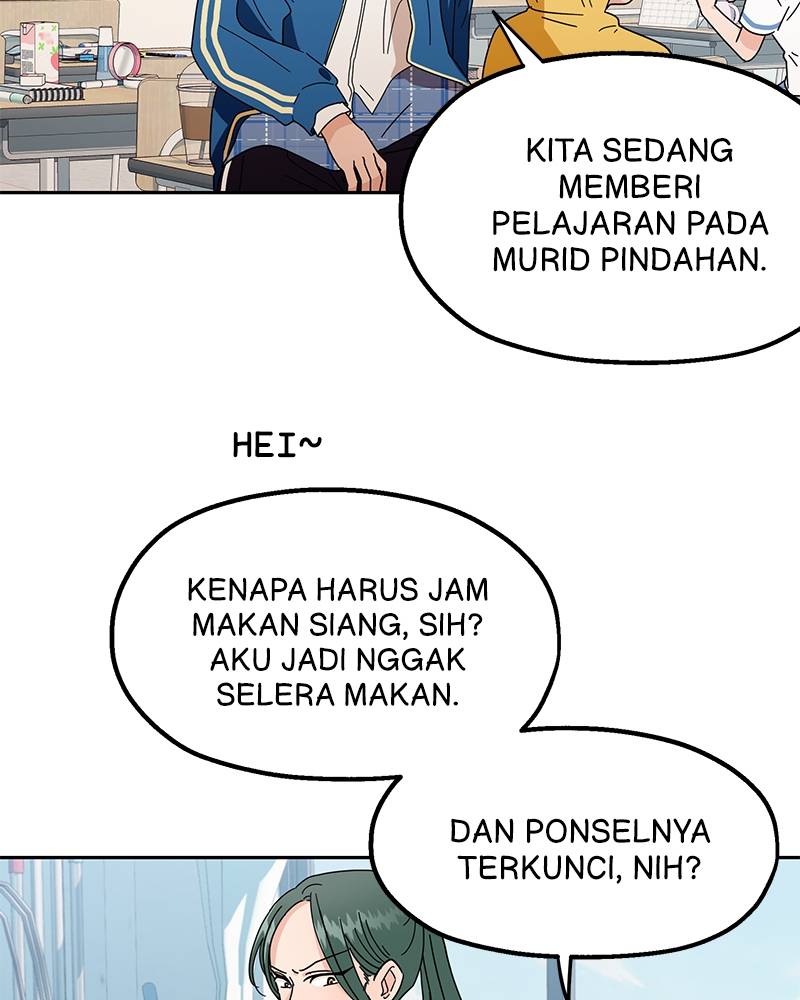 KITA SEDANG
MEMBERI
PELAJARAN PADA
MURID PINDAHAN.
HEI~
KENAPA HARUS JAM
MAKAN SIANG, SIH?
AKU JADI NGGAK
SELERA MAKAN.
DAN PONSELNYA
TERKUNCI, NIH?